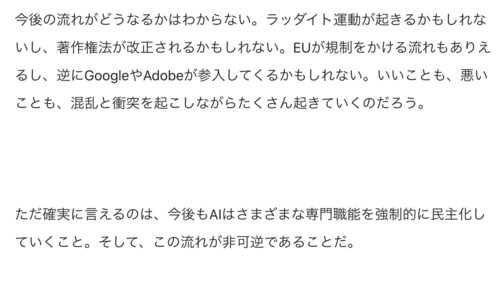 今後の流れがどうなるかはわからない。ラッダイト運動が起きるかもしれな
いし、著作権法が改正されるかもしれない。EUが規制をかける流れもありえ
るし、逆にGoogleやAdobeが参入してくるかもしれない。いいことも、悪い
ことも、混乱と衝突を起こしながらたくさん起きていくのだろう。
ただ確実に言えるのは、今後もAIはさまざまな専門職能を強制的に民主化し
ていくこと。そして、この流れが非可逆であることだ。